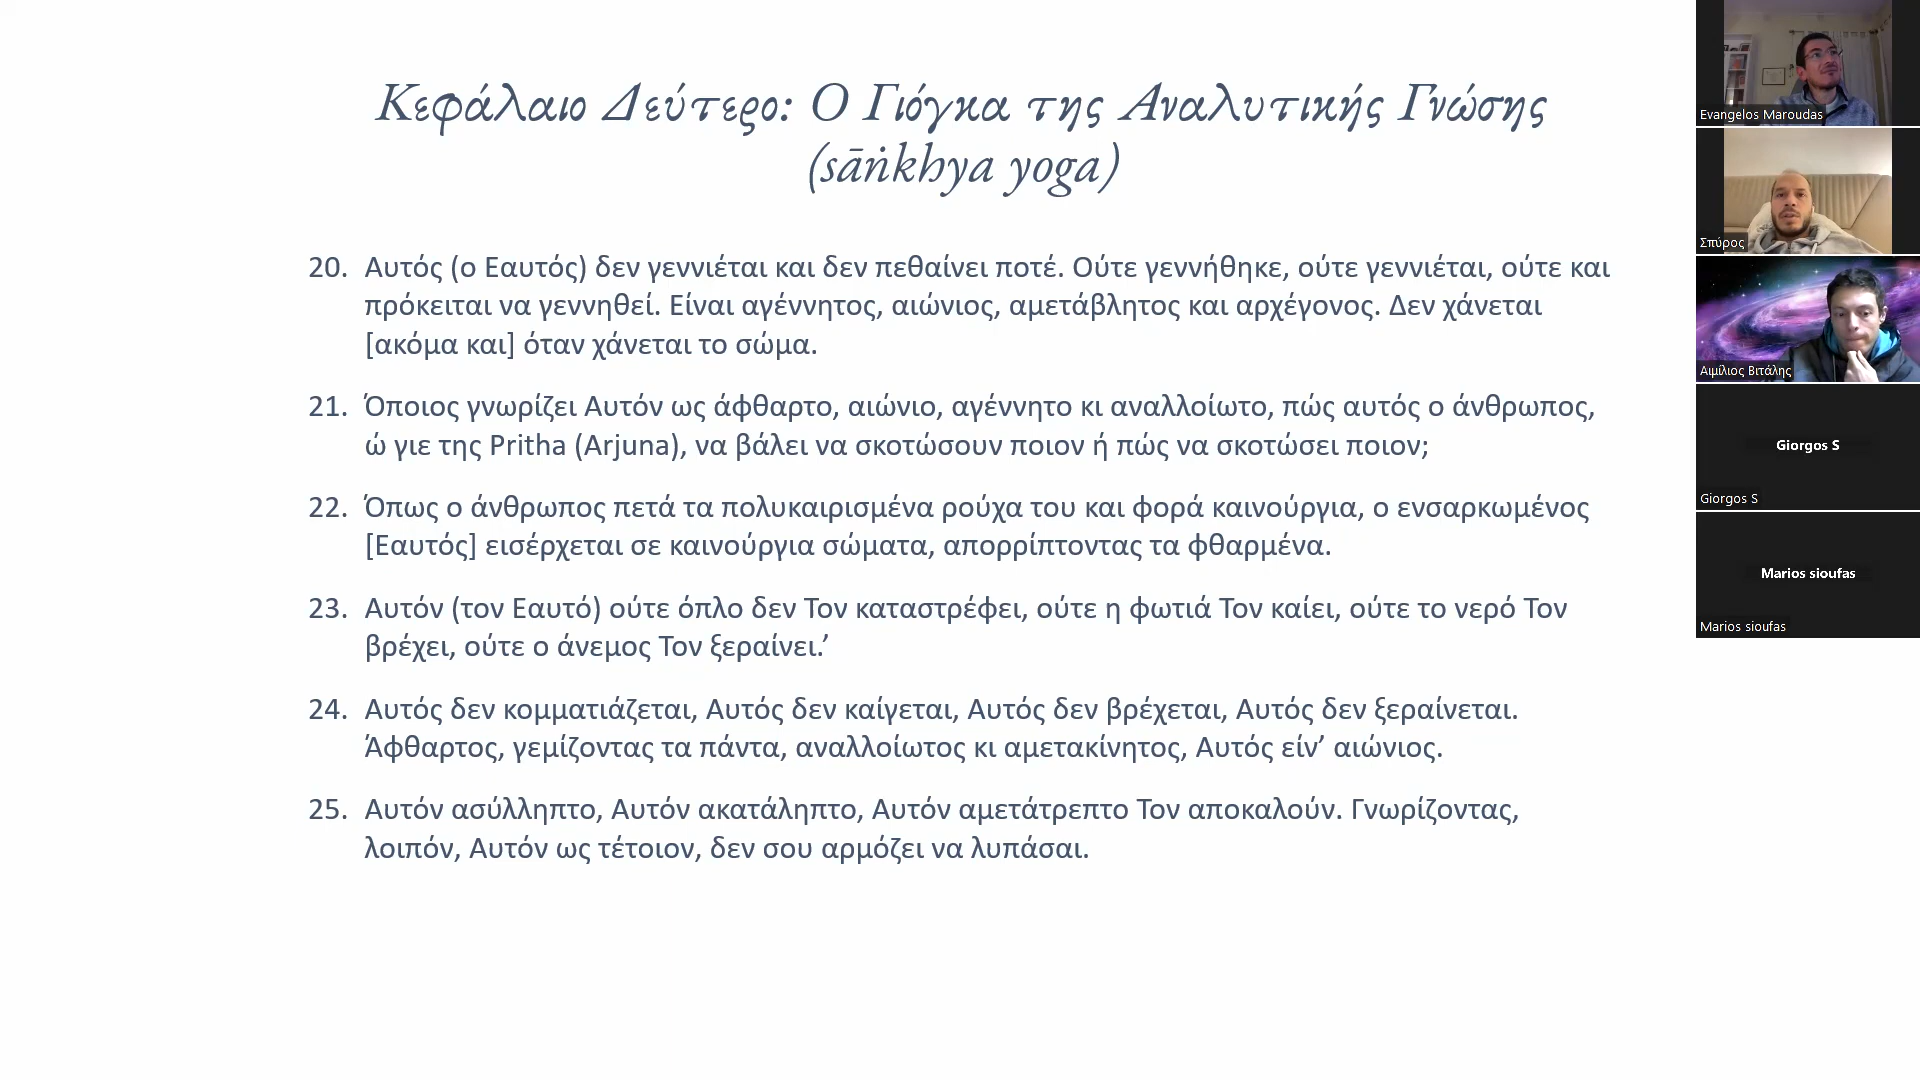 Κεφάλαιο Δεύτερο: Ο Γιόγκα της Αναλυτικής Γνώσης
(sāṅkhya yoga)
20. Αυτός (ο Εαυτός) δεν γεννιέται και δεν πεθαίνει ποτέ. Ούτε γεννήθηκε, ούτε γεννιέται, ούτε και
πρόκειται να γεννηθεί. Είναι αγέννητος, αιώνιος, αμετάβλητος και αρχέγονος. Δεν χάνεται
[ακόμα και] όταν χάνεται το σώμα.
21. Όποιος γνωρίζει Αυτόν ως άφθαρτο, αιώνιο, αγέννητο κι αναλλοίωτο, πώς αυτός ο άνθρωπος,
ώ γιε της Pritha (Arjuna), να βάλει να σκοτώσουν ποιον ή πώς να σκοτώσει ποιον;
22. Όπως ο άνθρωπος πετά τα πολυκαιρισμένα ρούχα του και φορά καινούργια, ο ενσαρκωμένος
[Εαυτός] εισέρχεται σε καινούργια σώματα, απορρίπτοντας τα φθαρμένα.
23. Αυτόν (τον Εαυτό) ούτε όπλο δεν Τον καταστρέφει, ούτε η φωτιά Τον καίει, ούτε το νερό Τον
βρέχει, ούτε ο άνεμος Τον ξεραίνει.’
24. Αυτός δεν κομματιάζεται, Αυτός δεν καίγεται, Αυτός δεν βρέχεται, Αυτός δεν ξεραίνεται.
Άφθαρτος, γεμίζοντας τα πάντα, αναλλοίωτος κι αμετακίνητος, Αυτός είν’ αιώνιος.
25. Αυτόν ασύλληπτο, Αυτόν ακατάληπτο, Αυτόν αμετάτρεπτο Τον αποκαλούν. Γνωρίζοντας,
λοιπόν, Αυτόν ως τέτοιον, δεν σου αρμόζει να λυπάσαι.
Evangelos Maroudas
Σπύρος
Αιμίλιος Βιτάλης
Giorgos S
Giorgos S
Marios sioufas
Marios sioufas